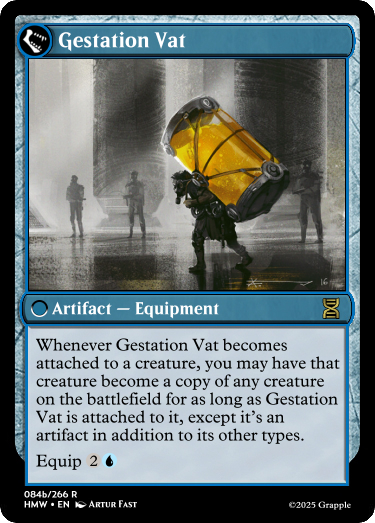 Gestation Vat
Artifact — Equipment
Whenever Gestation Vat becomes
attached to a creature, you may have that
creature become a copy of any creature
on the battlefield for as long as Gestation
Vat is attached to it, except it's an
artifact in addition to its other types.
Equip 2
084b/266 R
HMW • EN Artur Fast
©2025 Grapple